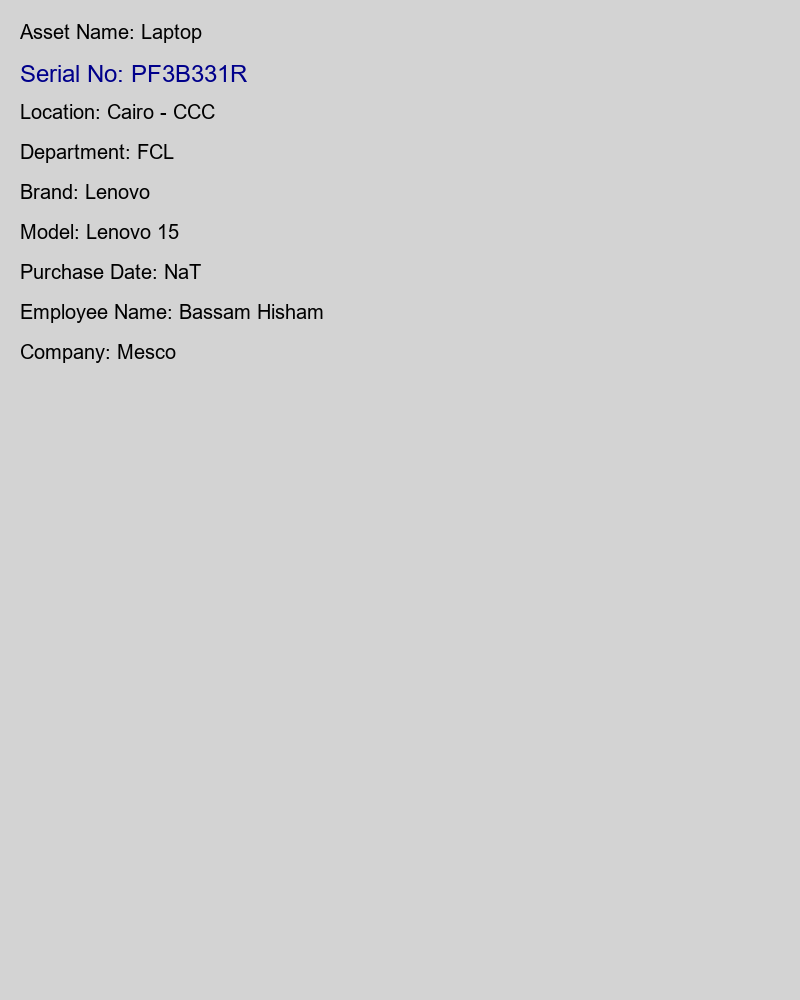 Asset Name: Laptop
Serial No: PF3B331R
Location: Cairo - CCC
Department: FCL
Brand: Lenovo
Model: Lenovo 15
Purchase Date: NaT
Employee Name: Bassam Hisham
Company: Mesco